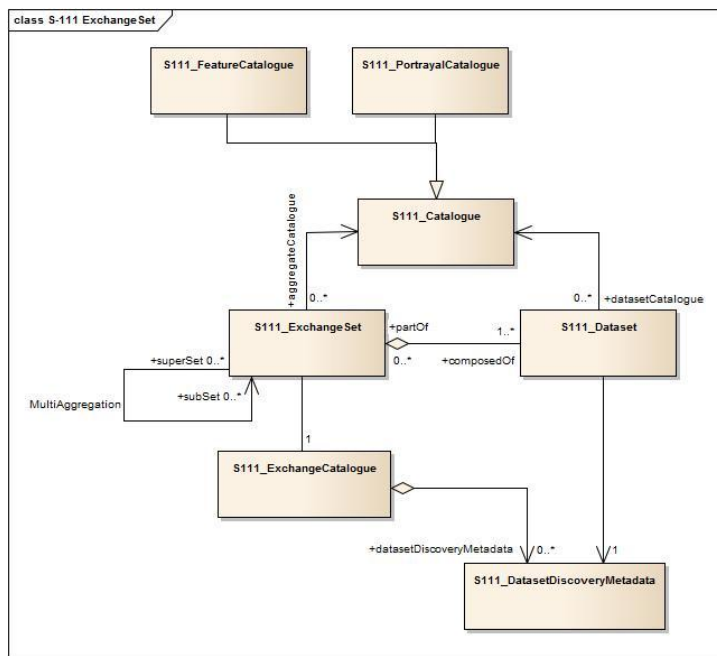 class S-111 ExchangeSet
S111_FeatureCatalogue
S111_PortrayalCatalogue
S111_Catalogue
+aggregateCatalogue
0..*
0..*
+datasetCatalogue
S111_ExchangeSet
+partOf
0..*
1..*
+composedOf
S111_Dataset
+superSet 0..*
+subSet 0..*
MultiAggregation
1
S111_ExchangeCatalogue
+datasetDiscoveryMetadata
0..*
1
S111_DatasetDiscoveryMetadata